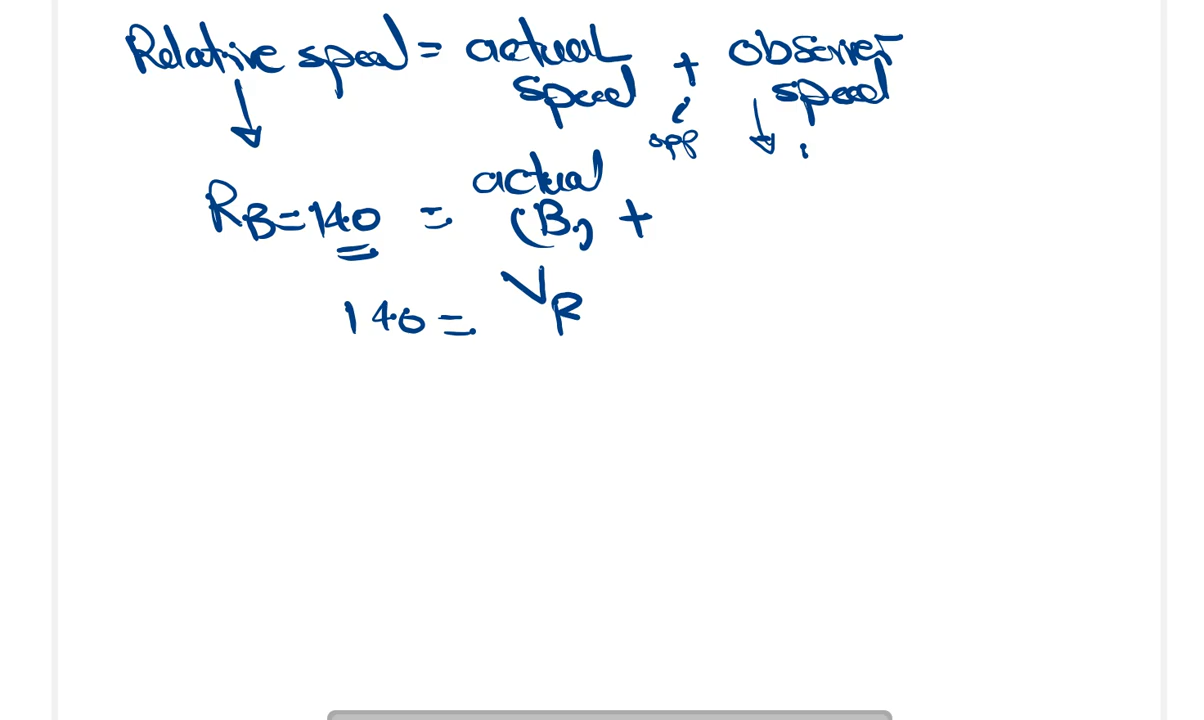 Relative speed = actual + observer
speed speed
opp
actual
RB = 140 = (B) +
140 = VR